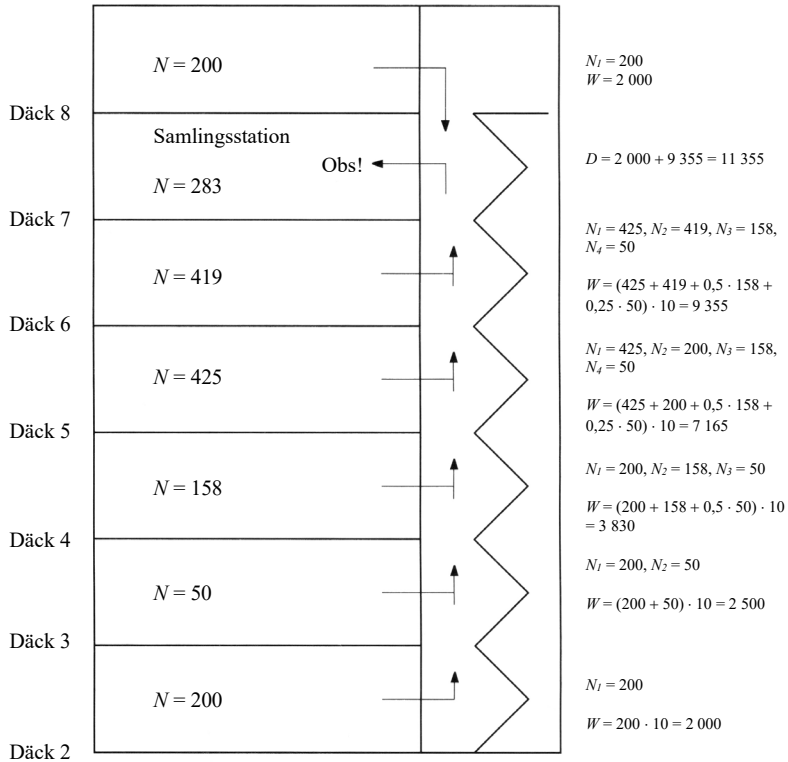 N = 200
N1 = 200
W = 2 000
Däck 8
Samlingsstation
Obs!
N = 283
D = 2 000 + 9 355 = 11 355
Däck 7
N = 419
N1 = 425, N2 = 419, N3 = 158,
N4 = 50
W = (425 + 419 + 0,5 · 158 +
0,25 · 50) · 10 = 9 355
Däck 6
N = 425
N1 = 425, N2 = 200, N3 = 158,
N4 = 50
W = (425 + 200 + 0,5 · 158 +
0,25 · 50) · 10 = 7 165
Däck 5
N = 158
N1 = 200, N2 = 158, N3 = 50
W = (200 + 158 + 0,5 · 50) · 10
= 3 830
Däck 4
N = 50
N1 = 200, N2 = 50
W = (200 + 50) · 10 = 2 500
Däck 3
N = 200
N1 = 200
W = 200 · 10 = 2 000
Däck 2